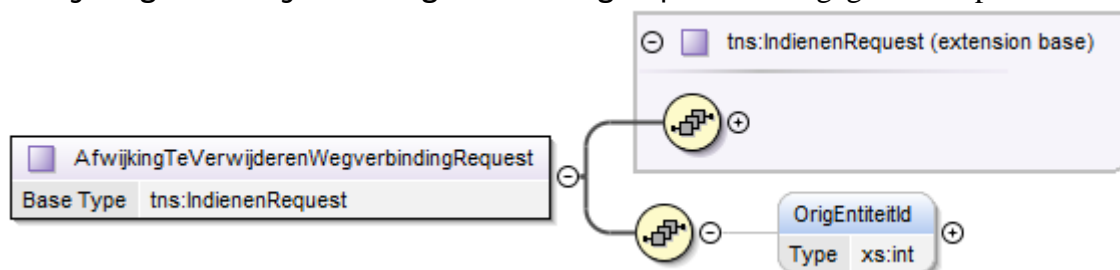 tns:IndienenRequest (extension base)
AfwijkingTeVerwijderenWegverbindingRequest
Base Type tns:IndienenRequest
OrigEntiteitId
Type xs:int